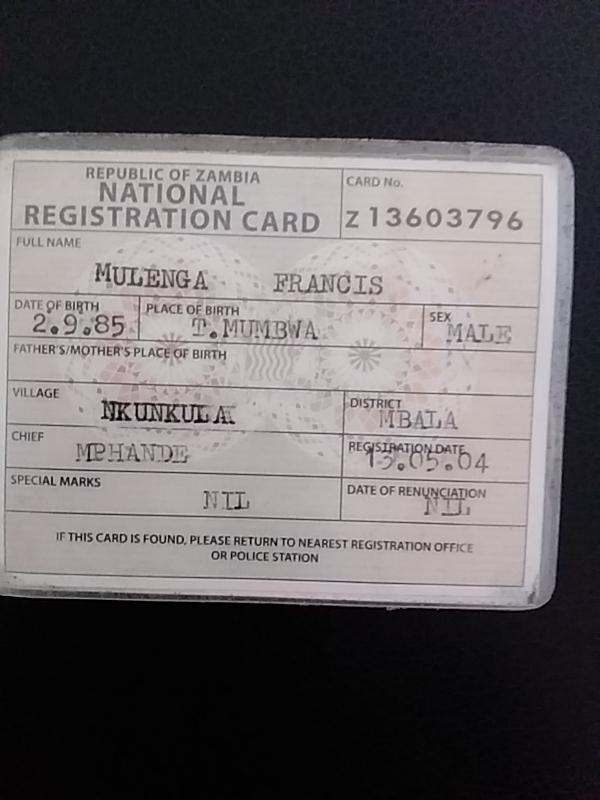 REPUBLIC OF ZAMBIA
NATIONAL
REGISTRATION CARD
CARD No.
Z 13603796
FULL NAME
MULENGA FRANCIS
DATE OF BIRTH
2.9.85
PLACE OF BIRTH
T.MUMBWA
SEX
MALE
FATHER'S/MOTHER'S PLACE OF BIRTH
VILLAGE
NKUNKULA
DISTRICT
MBALA
CHIEF
MPHANDE
REGISTRATION DATE
13.05.04
SPECIAL MARKS
NIL
DATE OF RENUNCIATION
NIL
IF THIS CARD IS FOUND, PLEASE RETURN TO NEAREST REGISTRATION OFFICE
OR POLICE STATION